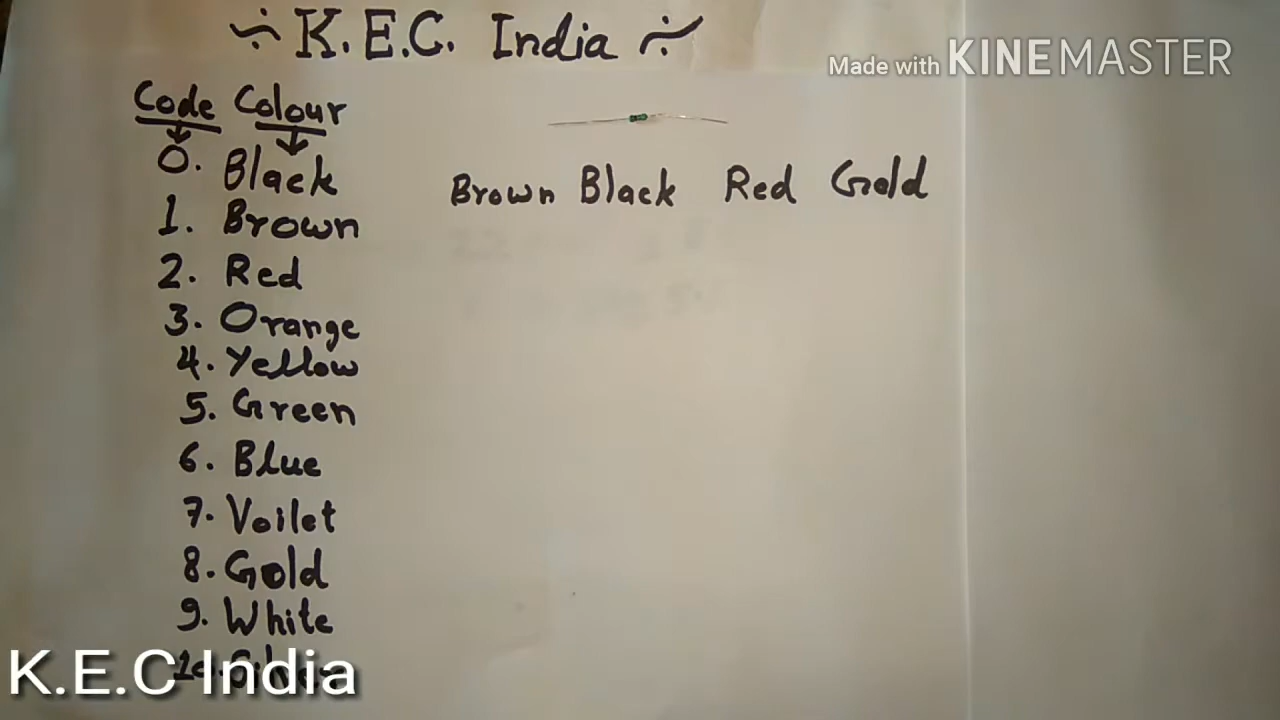 K.E.C. India
Made with KINEMASTER
Code Colour
0. Black
Brown Black Red Gold
1. Brown
2. Red
3. Orange
4. Yellow
5. Green
6. Blue
7. Voilet
8. Gold
9. White
K.E.C India